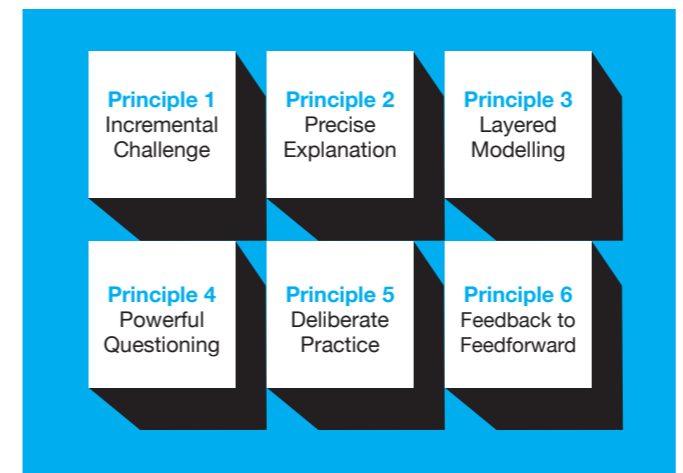 Principle 1
Incremental
Challenge
Principle 2
Precise
Explanation
Principle 3
Layered
Modelling
Principle 4
Powerful
Questioning
Principle 5
Deliberate
Practice
Principle 6
Feedback to
Feedforward